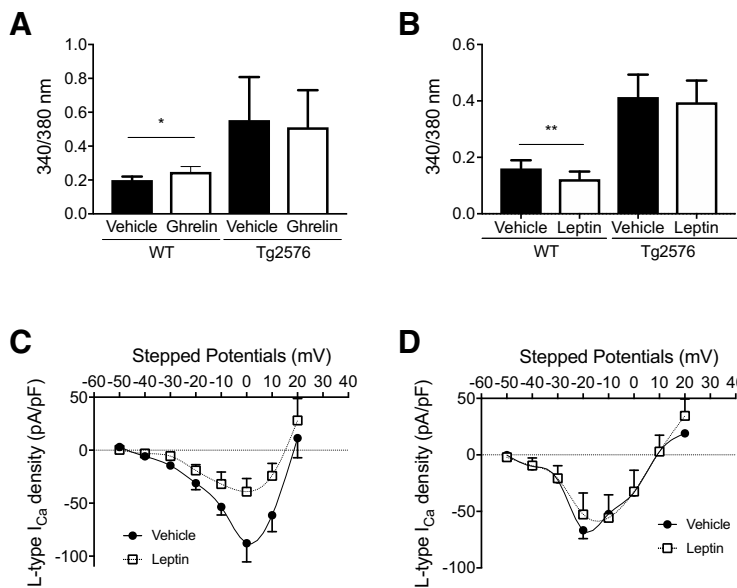 A
340/380 nm
1.0
0.8
0.6
0.4
0.2
0.0
*
Vehicle Ghrelin Vehicle Ghrelin
WT Tg2576
B
340/380 nm
0.6
0.4
0.2
0.0
**
Vehicle Leptin Vehicle Leptin
WT Tg2576
C
Stepped Potentials (mV)
-60 -50 -40 -30 -20 -10 0 10 20 30 40
L-type ICa density (pA/pF)
50
0
-50
-100
Vehicle
Leptin
D
Stepped Potentials (mV)
-60 -50 -40 -30 -20 -10 0 10 20 30 40
L-type ICa density (pA/pF)
50
0
-50
-100
Vehicle
Leptin